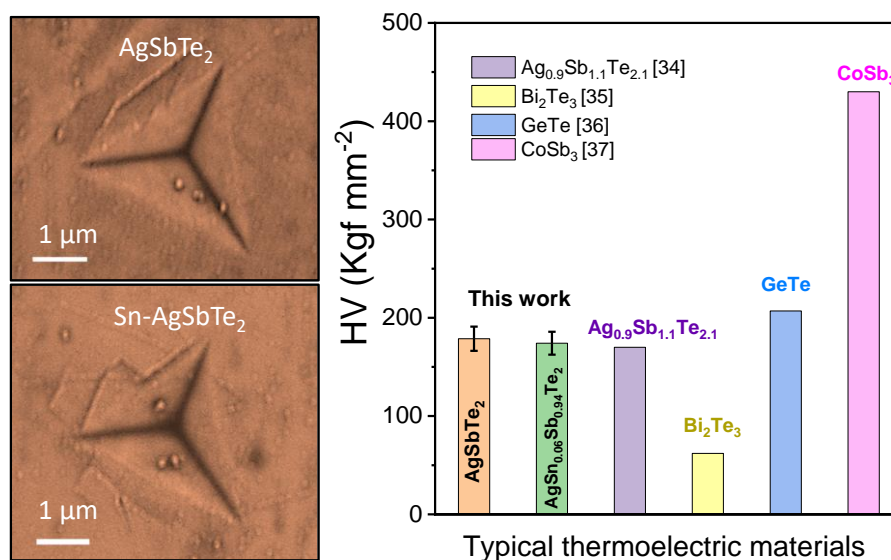 AgSbTe₂
1 µm
Sn-AgSbTe₂
1 µm
HV (Kgf mm⁻²)
500
400
300
200
100
0
Ag₀.₉Sb₁.₁Te₂.₁ [34]
Bi₂Te₃ [35]
GeTe [36]
CoSb₃ [37]
This work
AgSbTe₂
AgSn₀.₀₆Sb₀.₉₄Te₂
Ag₀.₉Sb₁.₁Te₂.₁
Bi₂Te₃
GeTe
CoSb₃
Typical thermoelectric materials